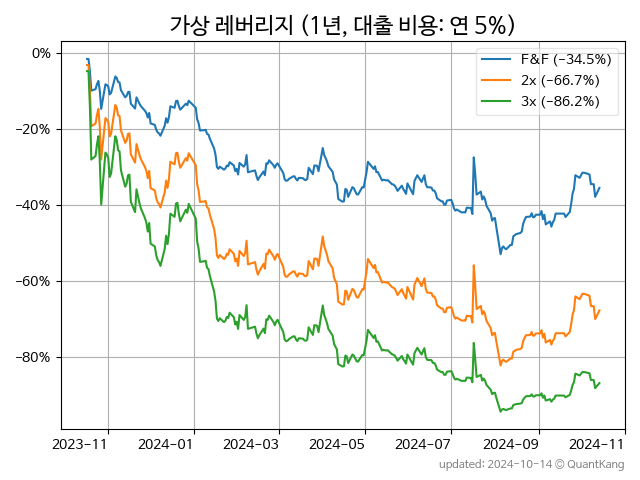 가상 레버리지 (1년, 대출 비용: 연 5%)
F&F (−34.5%)
2x (−66.7%)
3x (−86.2%)
0%
−20%
−40%
−60%
−80%
2023-11 2024-01 2024-03 2024-05 2024-07 2024-09 2024-11
updated: 2024-10-14 © QuantKang